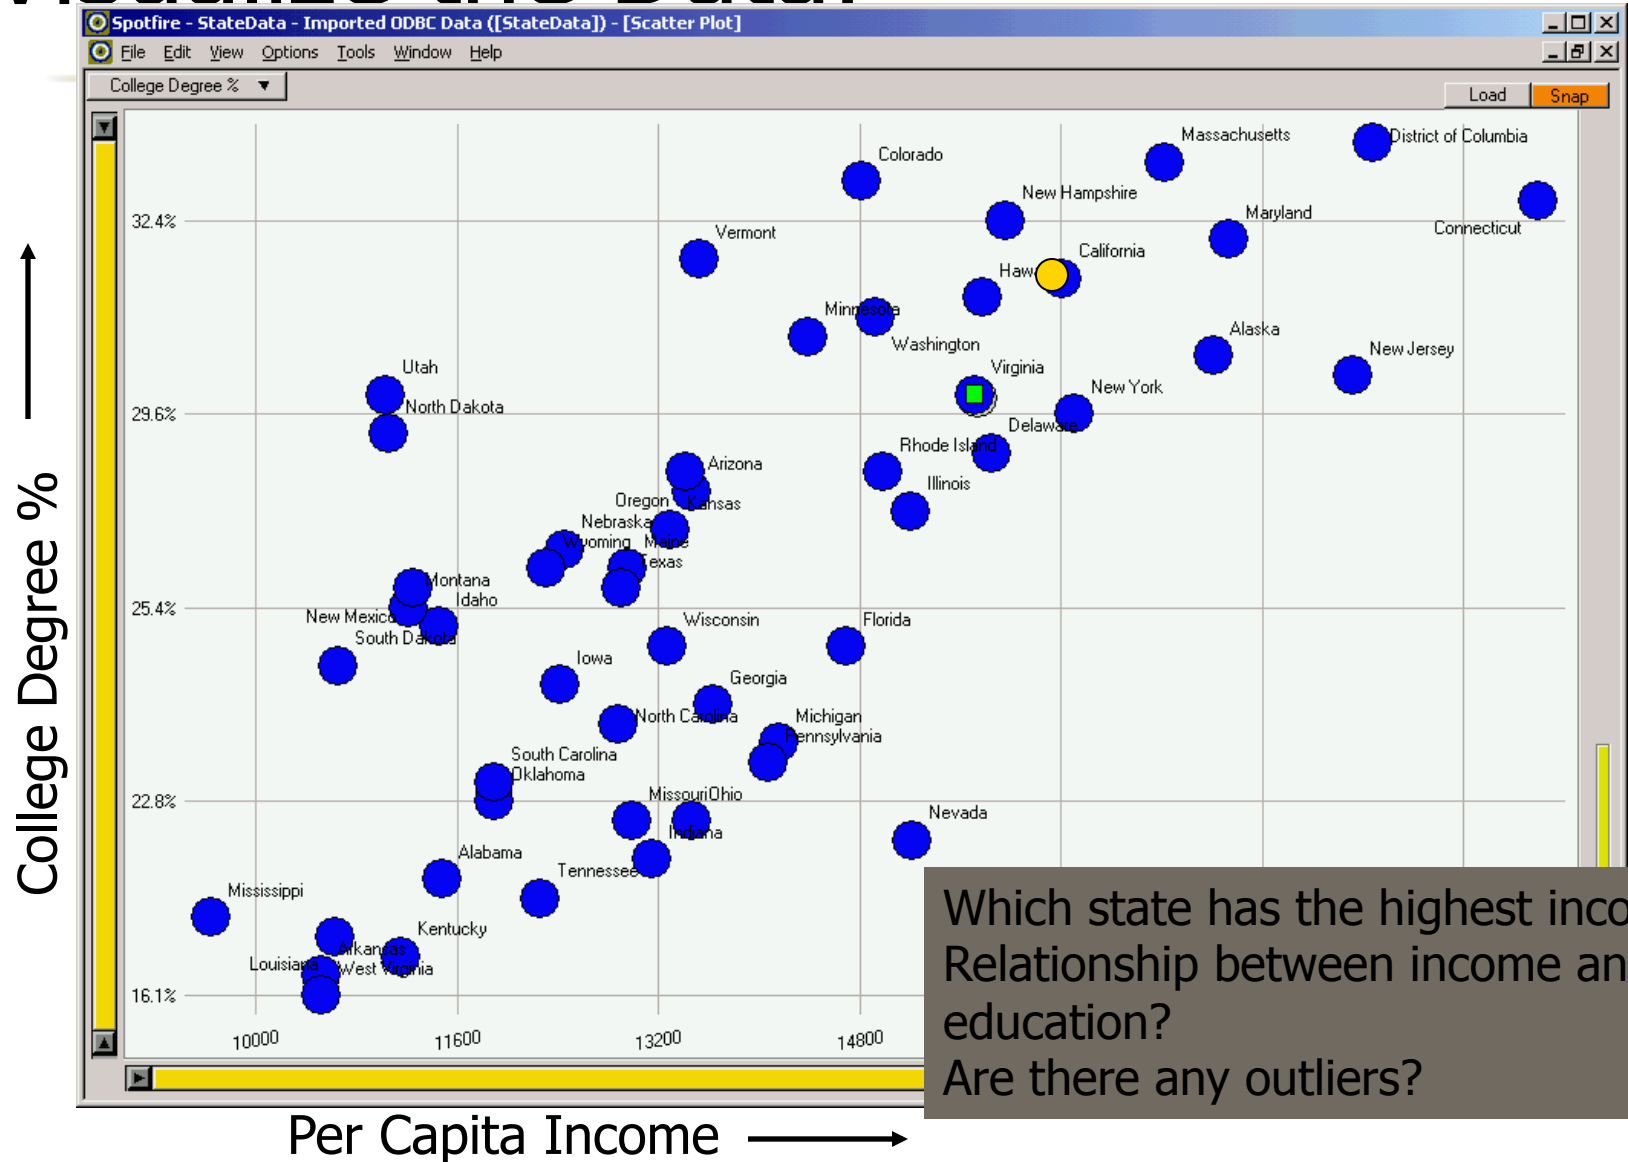 Spotfire - StateData - Imported ODBC Data ([StateData]) - [Scatter Plot]
File Edit View Options Tools Window Help
College Degree %
Load Snap
Massachusetts
District of Columbia
Colorado
New Hampshire
Maryland
32.4%
Connecticut
Vermont
California
Haw
Minnesota
Alaska
Washington
New Jersey
Utah
Virginia
New York
North Dakota
29.6%
Delaware
Rhode Island
Arizona
Illinois
Oregon
Kansas
Nebraska
Wyoming
Maine
Texas
Montana
Idaho
25.4%
New Mexico
South Dakota
Wisconsin
Florida
Iowa
Georgia
North Carolina
Michigan
Pennsylvania
South Carolina
Oklahoma
22.8%
Missouri
Ohio
Nevada
Indiana
Alabama
Tennessee
Mississippi
Kentucky
Arkansas
Louisiana
West Virginia
16.1%
10000 11600 13200 14800
College Degree %
Per Capita Income
Which state has the highest inco
Relationship between income an
education?
Are there any outliers?